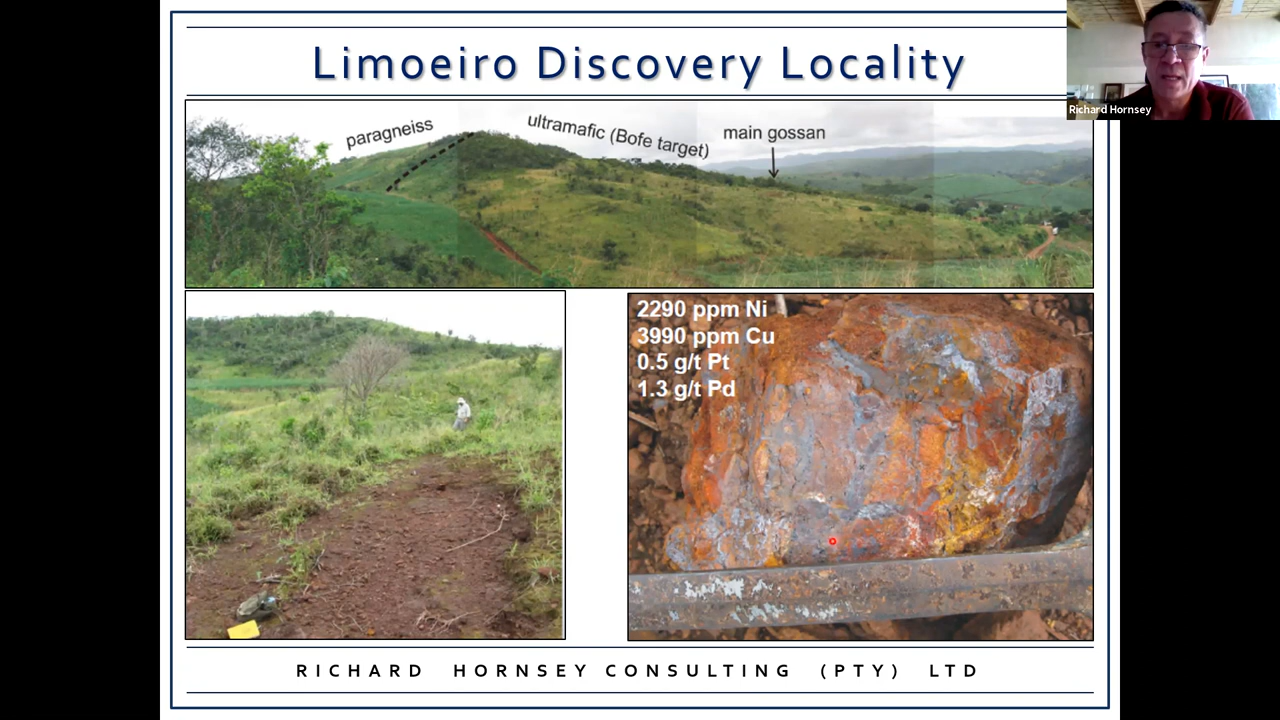 Limoeiro Discovery Locality
Richard Hornsey
paragneiss
ultramafic (Bofe target)
main gossan
2290 ppm Ni
3990 ppm Cu
0.5 g/t Pt
1.3 g/t Pd
RICHARD HORNSEY CONSULTING (PTY) LTD